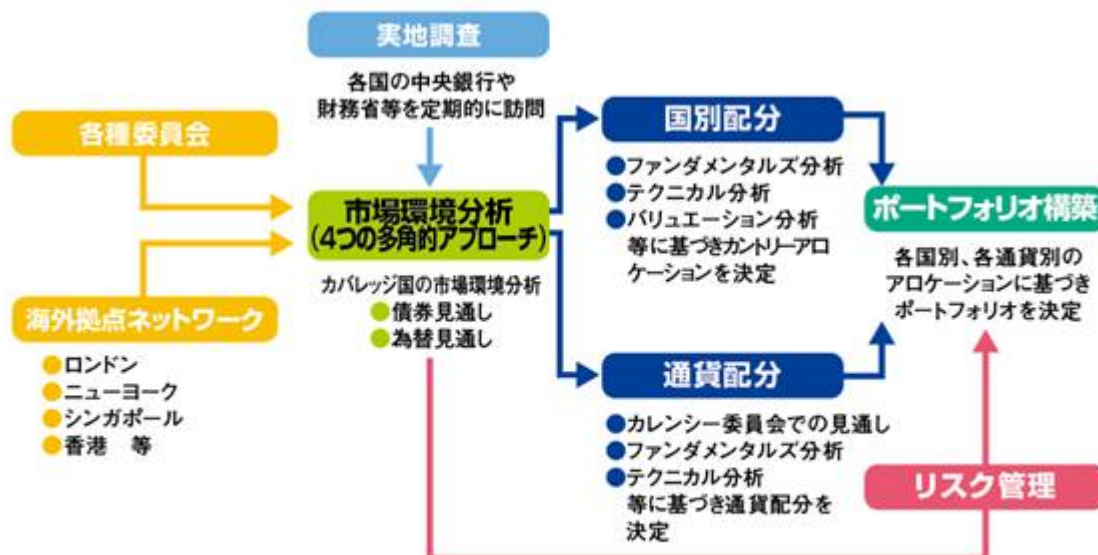 実地調査
各国の中央銀行や
財務省等を定期的に訪問
各種委員会
海外拠点ネットワーク
●ロンドン
●ニューヨーク
●シンガポール
●香港 等
市場環境分析
(4つの多角的アプローチ)
カバレッジ国の市場環境分析
●債券見通し
●為替見通し
国別配分
●ファンダメンタルズ分析
●テクニカル分析
●バリュエーション分析
等に基づきカントリーアロ
ケーションを決定
通貨配分
●カレンシー委員会での見通し
●ファンダメンタルズ分析
●テクニカル分析
等に基づき通貨配分を
決定
ポートフォリオ構築
各国別、各通貨別の
アロケーションに基づき
ポートフォリオを決定
リスク管理